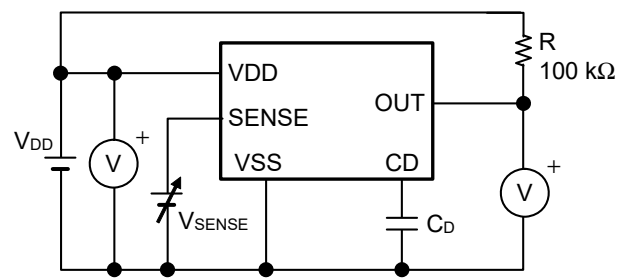 R
100 kΩ
VDD
OUT
SENSE
VDD
+
V
VSS
CD
+
V
VSENSE
CD